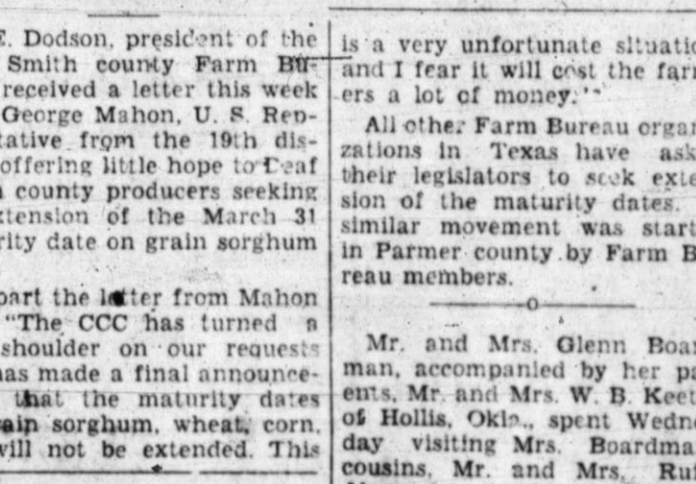 E. Dodson, president of the
Smith county Farm Bu-
received a letter this week
George Mahon, U. S. Rep-
tative from the 19th dis-
offering little hope to Deaf
county producers seeking
xtension of the March 31
rity date on grain sorghum
part the letter from Mahon
"The CCC has turned a
shoulder on our requests
has made a final announce-
that the maturity dates
rain sorghum, wheat, corn,
will not be extended. This
is a very unfortunate situatio
and I fear it will cost the farm
ers a lot of money."
All other Farm Bureau organ
zations in Texas have ask
their legislators to seek exte
sion of the maturity dates.
similar movement was start
in Parmer county by Farm B
reau members.
o
Mr. and Mrs. Glenn Boar
man, accompanied by her pa
ents, Mr. and Mrs. W. B. Keet
of Hollis, Okla., spent Wedne
day visiting Mrs. Boardma
cousins, Mr. and Mrs. Ruf